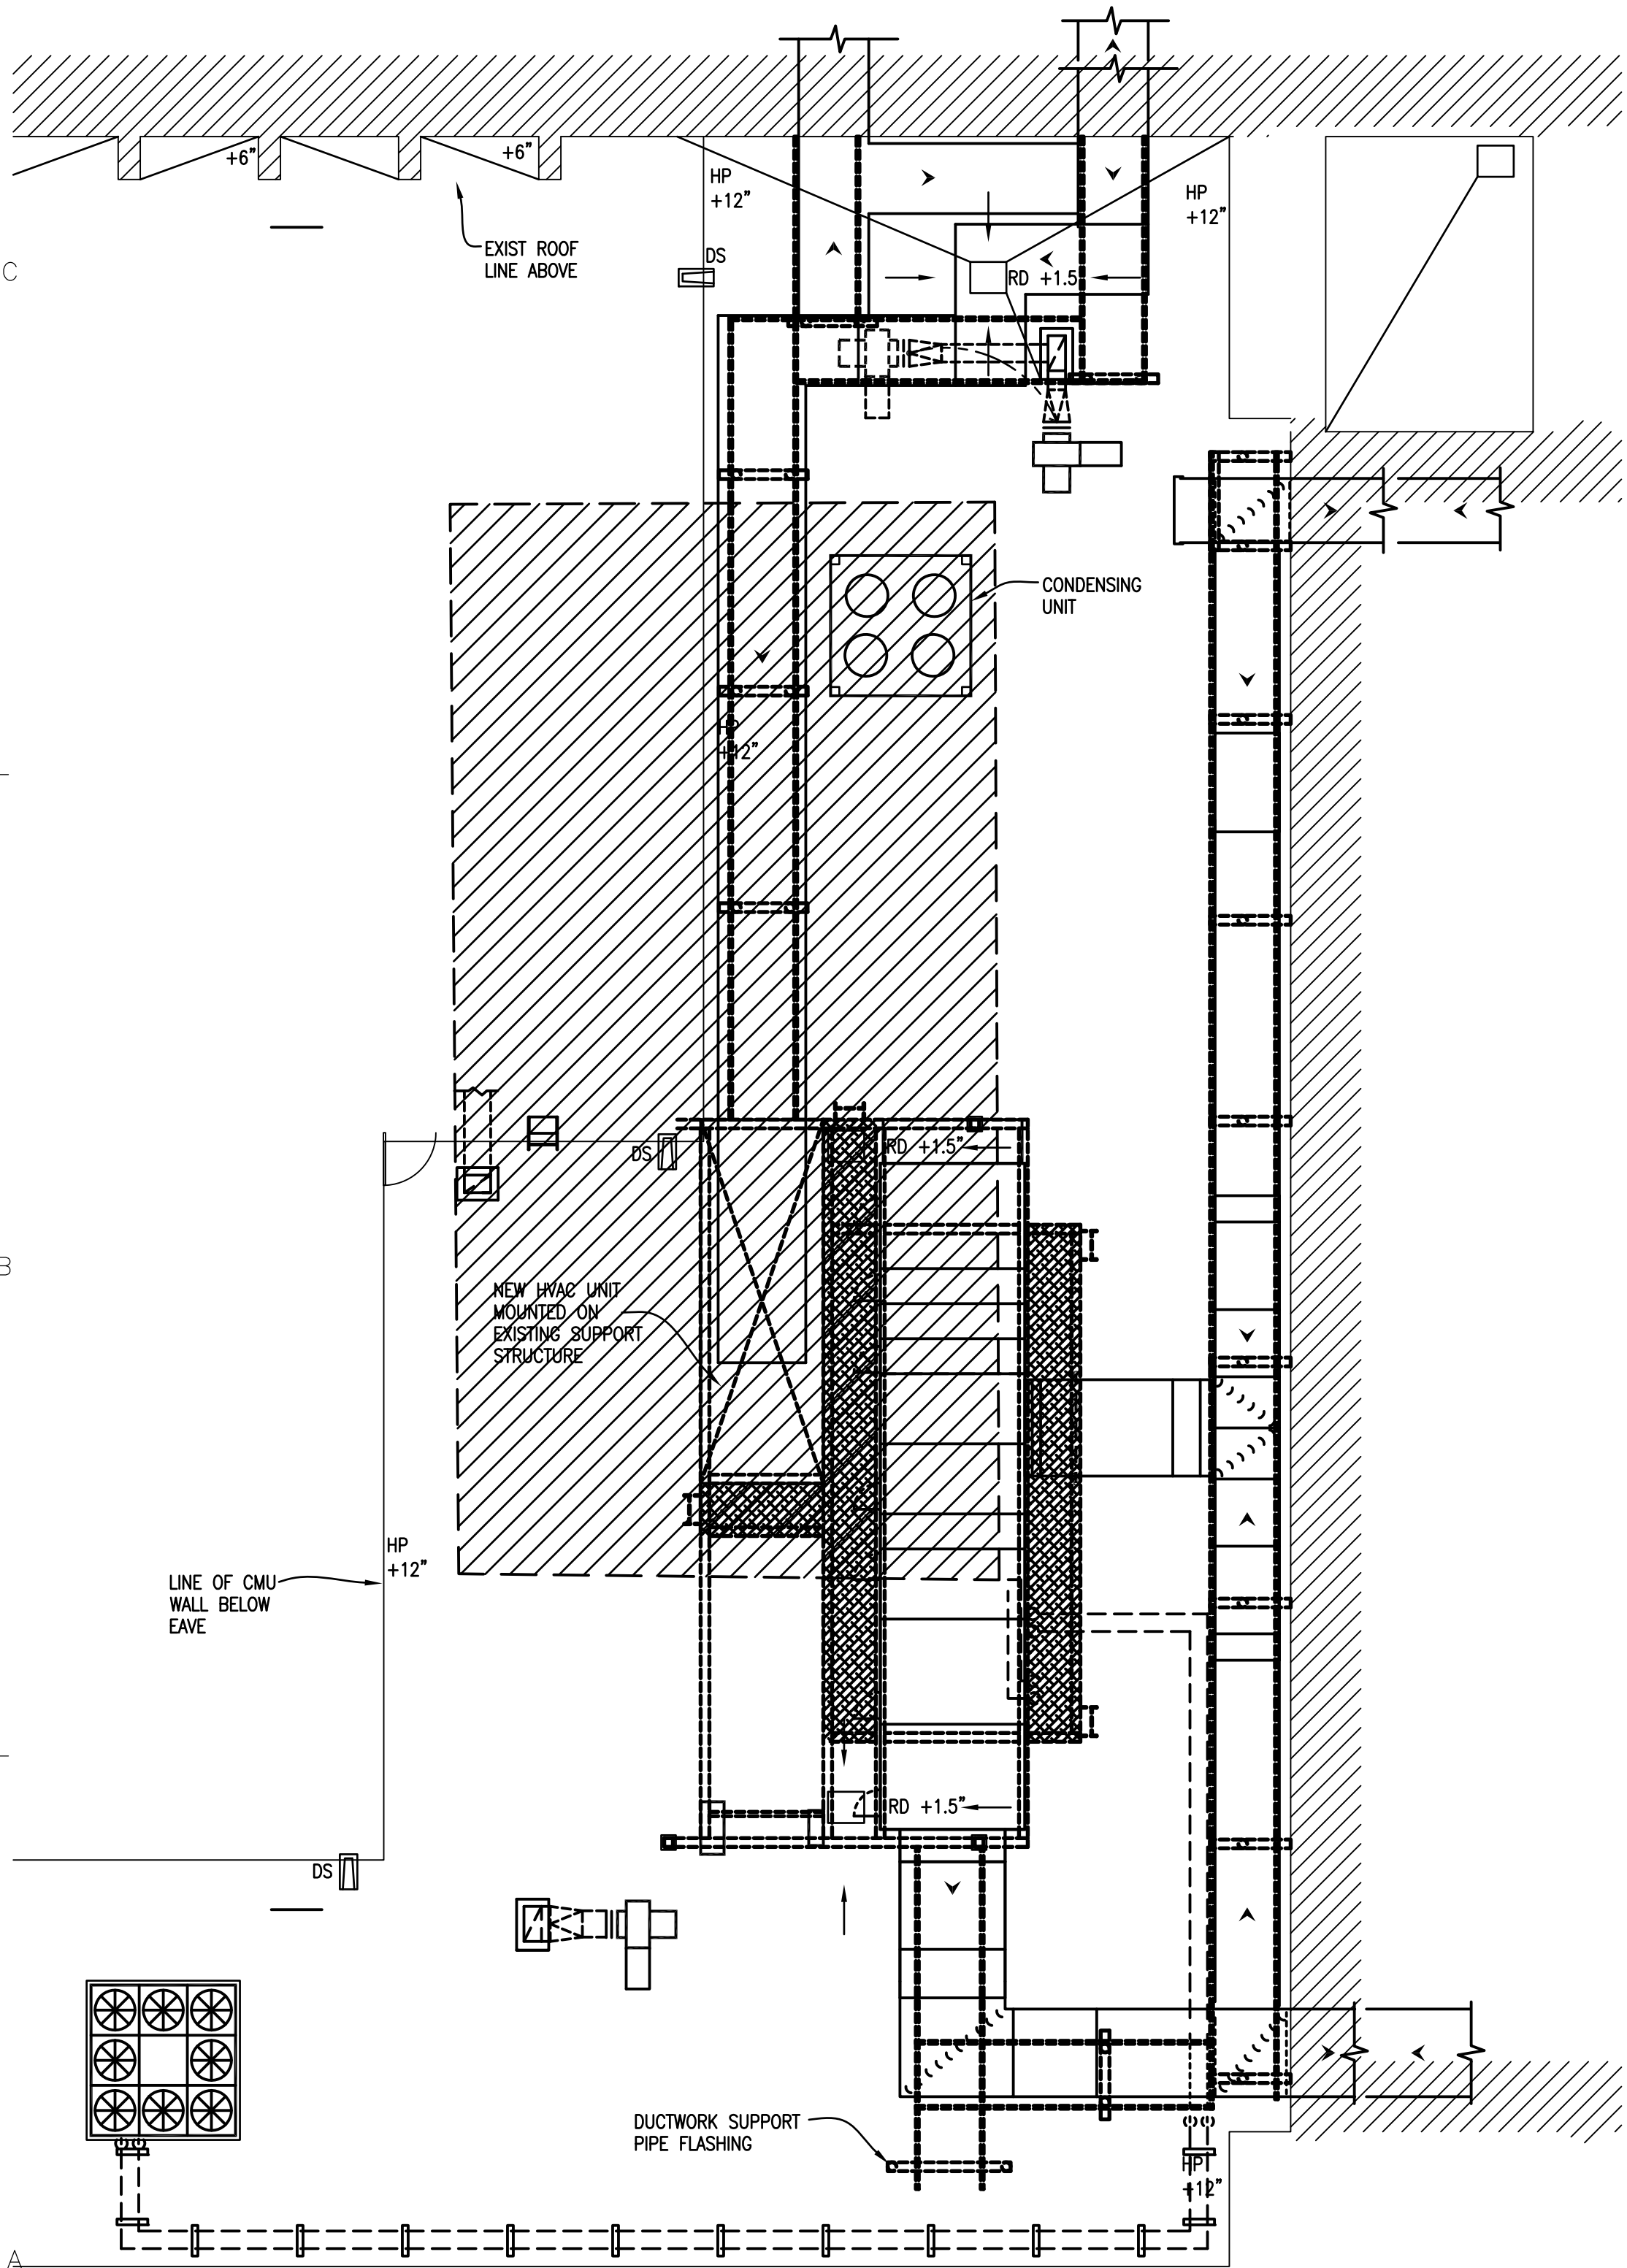 +6”
+6”
HP
+12”
HP
+12”
EXIST ROOF
LINE ABOVE
DS
C
RD +1.5
CONDENSING
UNIT
HP
+12”
DS
RD +1.5”
B
NEW HVAC UNIT
MOUNTED ON
EXISTING SUPPORT
STRUCTURE
HP
+12”
LINE OF CMU
WALL BELOW
EAVE
RD +1.5”
DS
DUCTWORK SUPPORT
PIPE FLASHING
HP
+12”
A